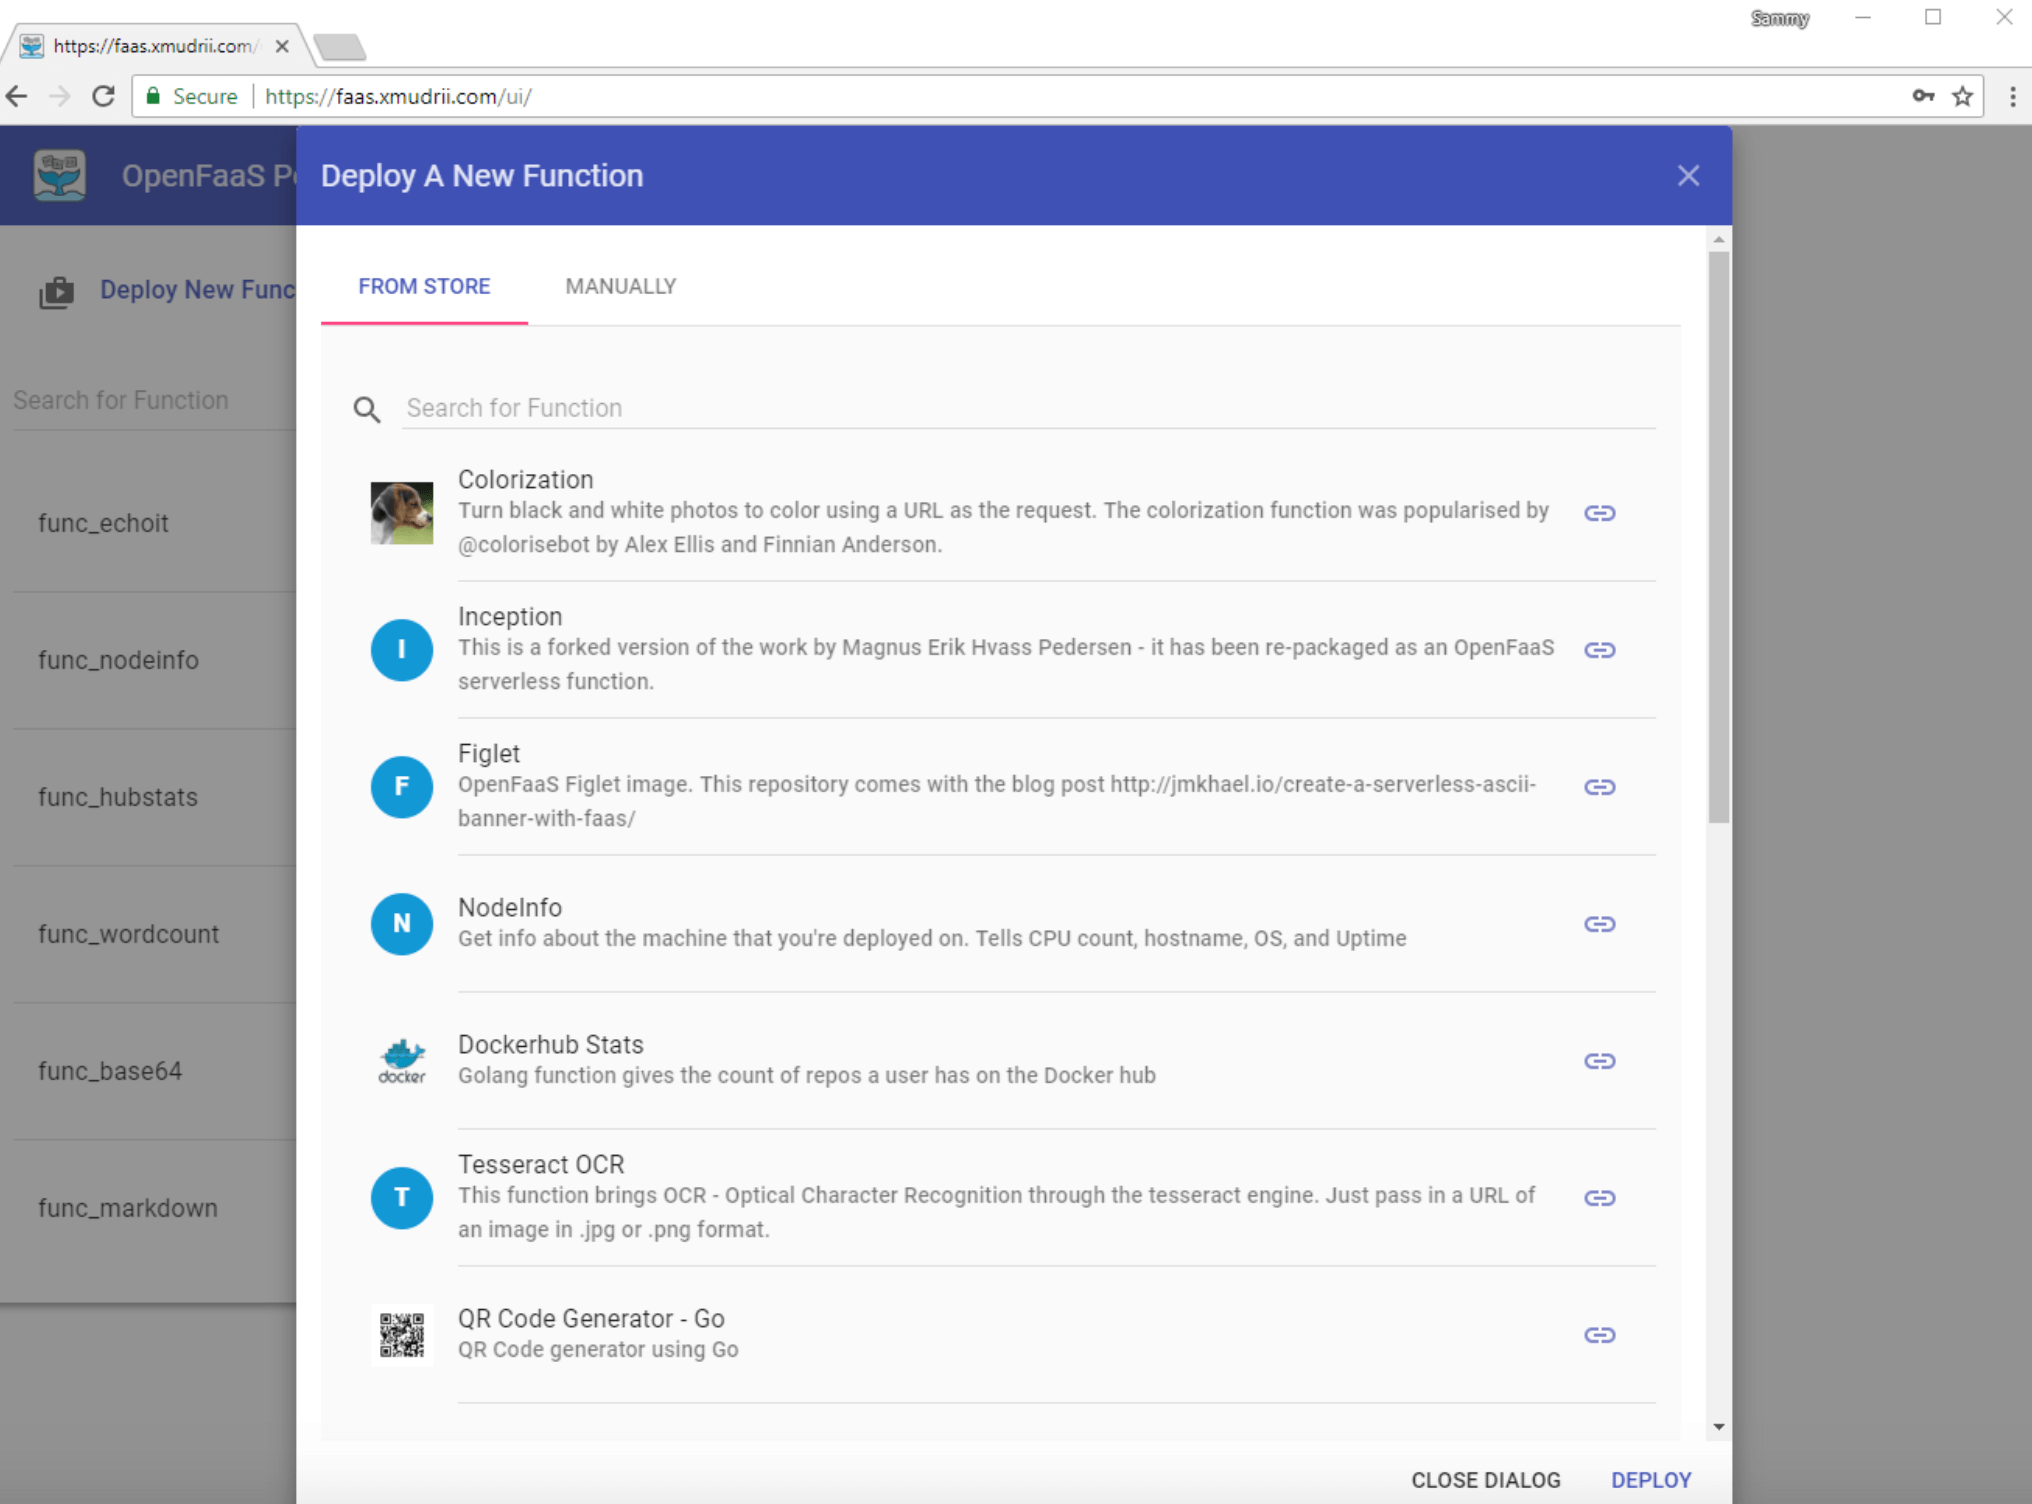 Sammy
https://faas.xmudrii.com/
Secure
https://faas.xmudrii.com/ui/
OpenFaaS P
Deploy A New Function
Deploy New Func
FROM STORE
MANUALLY
Search for Function
Search for Function
func_echoit
func_nodeinfo
func_hubstats
func_wordcount
func_base64
func_markdown
Colorization
Turn black and white photos to color using a URL as the request. The colorization function was popularised by
@colorisebot by Alex Ellis and Finnian Anderson.
I
Inception
This is a forked version of the work by Magnus Erik Hvass Pedersen - it has been re-packaged as an OpenFaaS
serverless function.
F
Figlet
OpenFaaS Figlet image. This repository comes with the blog post http://jmkhael.io/create-a-serverless-ascii-
banner-with-faas/
N
NodeInfo
Get info about the machine that you're deployed on. Tells CPU count, hostname, OS, and Uptime
docker
Dockerhub Stats
Golang function gives the count of repos a user has on the Docker hub
T
Tesseract OCR
This function brings OCR - Optical Character Recognition through the tesseract engine. Just pass in a URL of
an image in .jpg or .png format.
QR Code Generator - Go
QR Code generator using Go
CLOSE DIALOG
DEPLOY